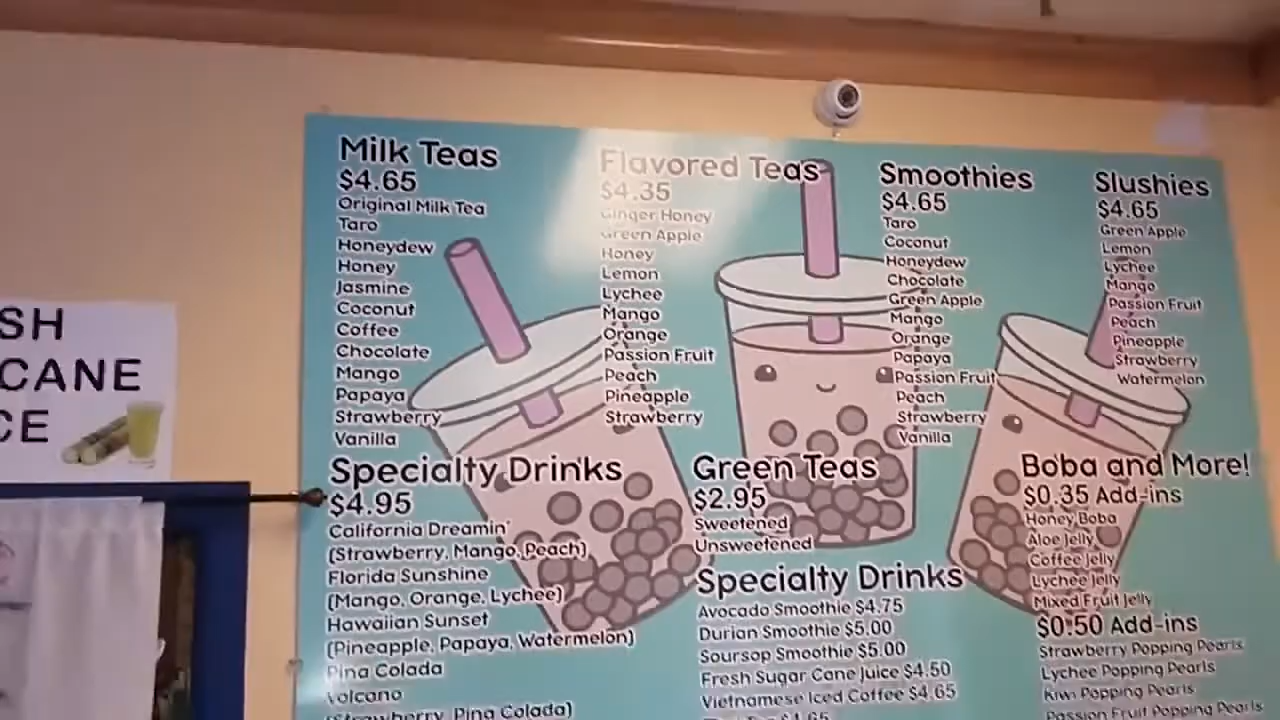 SH
CANE
CE
Milk Teas
$4.65
Original Milk Tea
Taro
Honeydew
Honey
Jasmine
Coconut
Coffee
Chocolate
Mango
Papaya
Strawberry
Vanilla
Flavored Teas
$4.35
Ginger Honey
Green Apple
Honey
Lemon
Lychee
Mango
Orange
Passion Fruit
Peach
Pineapple
Strawberry
Smoothies
$4.65
Taro
Coconut
Honeydew
Chocolate
Green Apple
Mango
Orange
Papaya
Passion Fruit
Peach
Strawberry
Vanilla
Slushies
$4.65
Green Apple
Lemon
Lychee
Mango
Passion Fruit
Peach
Pineapple
Strawberry
Watermelon
Specialty Drinks
$4.95
California Dreamin'
(Strawberry, Mango, Peach)
Florida Sunshine
(Mango, Orange, Lychee)
Hawaiian Sunset
(Pineapple, Papaya, Watermelon)
Pina Colada
Volcano
(Strawberry, Pina Colada)
Green Teas
$2.95
Sweetened
Unsweetened
Specialty Drinks
Avocado Smoothie $4.75
Durian Smoothie $5.00
Soursop Smoothie $5.00
Fresh Sugar Cane Juice $4.50
Vietnamese Iced Coffee $4.65
Boba and More!
$0.35 Add-ins
Honey Boba
Aloe Jelly
Coffee Jelly
Lychee Jelly
Mixed Fruit Jelly
$0.50 Add-ins
Strawberry Popping Pearls
Lychee Popping Pearls
Kiwi Popping Pearls
Passion Fruit Popping Pearls